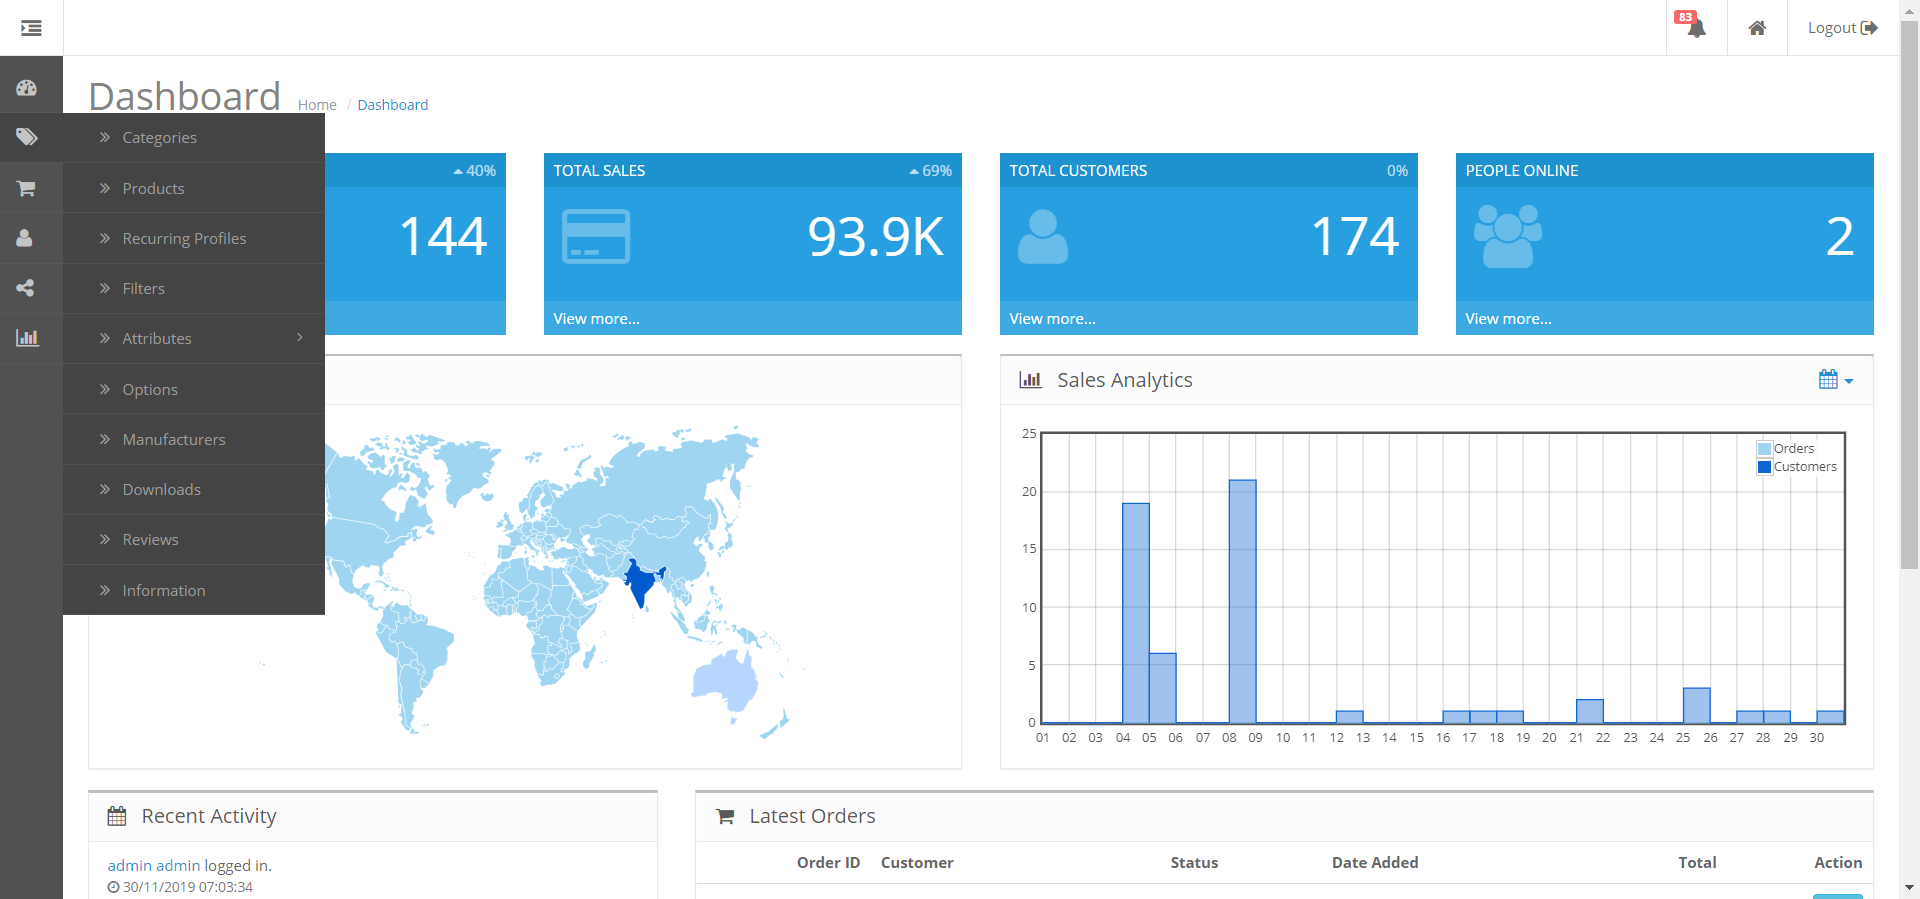 83
Logout
Dashboard
Home / Dashboard
Categories
Products
Recurring Profiles
Filters
Attributes
Options
Manufacturers
Downloads
Reviews
Information
40%
144
TOTAL SALES
69%
93.9K
View more...
TOTAL CUSTOMERS
0%
174
View more...
PEOPLE ONLINE
2
View more...
Sales Analytics
25
20
15
10
5
0
Orders
Customers
01 02 03 04 05 06 07 08 09 10 11 12 13 14 15 16 17 18 19 20 21 22 23 24 25 26 27 28 29 30
Recent Activity
admin admin logged in.
30/11/2019 07:03:34
Latest Orders
Order ID Customer Status Date Added Total Action